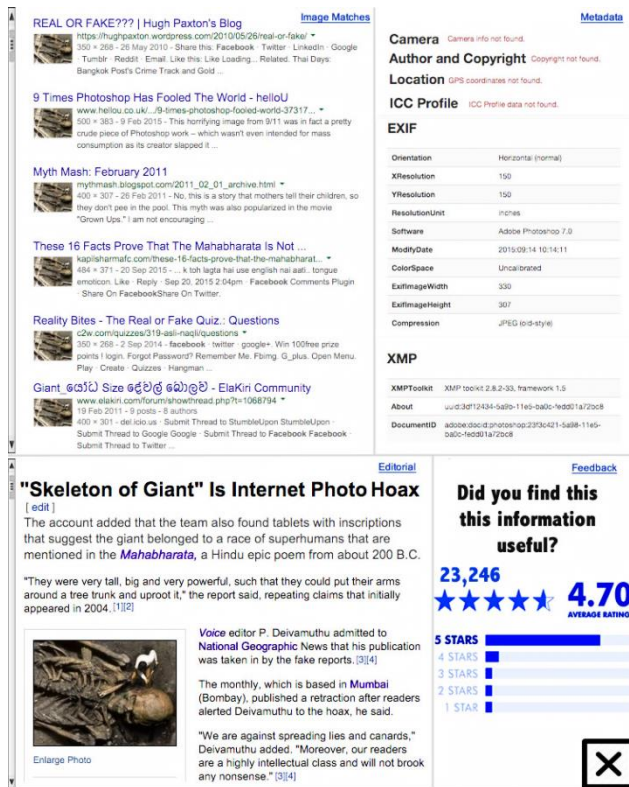 Image Matches
REAL OR FAKE??? | Hugh Paxton's Blog
https://hughpaxton.wordpress.com/2010/05/26/real-or-fake/
350 × 268 - 26 May 2010 - Share this: Facebook · Twitter · LinkedIn · Google
· Tumblr · Reddit · Email. Like this: Like Loading... Related. Thai Days:
Bangkok Post's Crime Track and Gold ...
9 Times Photoshop Has Fooled The World - helloU
www.hellou.co.uk/.../9-times-photoshop-fooled-world-37317...
500 × 383 - 9 Feb 2015 - This horrifying image from 9/11 was in fact a pretty
crude piece of Photoshop work – which wasn't even intended for mass
consumption as its creator slapped it ...
Myth Mash: February 2011
mythmash.blogspot.com/2011_02_01_archive.html
400 × 307 - 26 Feb 2011 - No, this is a story that mothers tell their children, so
they don't pee in the pool. This myth was also popularized in the movie
"Grown Ups." I am not encouraging ...
These 16 Facts Prove That The Mahabharata Is Not ...
kapilsharmafc.com/these-16-facts-prove-that-the-mahabharat...
484 × 371 - 20 Sep 2015 - ... k toh lagta hai use english nai aati.. tongue
emoticon. Like · Reply · Sep 20, 2015 2:04pm · Facebook Comments Plugin
· Share On FacebookShare On Twitter.
Reality Bites - The Real or Fake Quiz.: Questions
c2w.com/quizzes/319-asli-naqli/questions
350 × 268 - 2 Sep 2014 - facebook · twitter · google+. Win 100free prize
points ! login. Forgot Password? Remember Me. Fbimg. G_plus. Open Menu.
Play · Create · Quizzes · Hangman ...
Giant_යෝධ Size දේවල් බොලව් - ElaKiri Community
www.elakiri.com/forum/showthread.php?t=1068794
19 Feb 2011 - 9 posts - 8 authors
400 × 301 - del.icio.us · Submit Thread to StumbleUpon StumbleUpon ·
Submit Thread to Google Google · Submit Thread to Facebook Facebook ·
Submit Thread to Twitter ...
Metadata
Camera Camera info not found.
Author and Copyright Copyright not found.
Location GPS coordinates not found.
ICC Profile ICC Profile data not found.
EXIF
Orientation Horizontal (normal)
XResolution 150
YResolution 150
ResolutionUnit inches
Software Adobe Photoshop 7.0
ModifyDate 2015:09:14 10:14:11
ColorSpace Uncalibrated
ExifImageWidth 330
ExifImageHeight 307
Compression JPEG (old-style)
XMP
XMPToolkit XMP toolkit 2.8.2-33, framework 1.5
About uuid:3df12434-5a9b-11e5-ba0c-fedd01a72bc8
DocumentID adobe:docid:photoshop:23f3c421-5a98-11e5-
ba0c-fedd01a72bc8
Editorial
"Skeleton of Giant" Is Internet Photo Hoax
[ edit ]
The account added that the team also found tablets with inscriptions
that suggest the giant belonged to a race of superhumans that are
mentioned in the Mahabharata, a Hindu epic poem from about 200 B.C.
"They were very tall, big and very powerful, such that they could put their arms
around a tree trunk and uproot it," the report said, repeating claims that initially
appeared in 2004. [1][2]
Voice editor P. Deivamuthu admitted to
National Geographic News that his publication
was taken in by the fake reports. [3][4]
The monthly, which is based in Mumbai
(Bombay), published a retraction after readers
alerted Deivamuthu to the hoax, he said.
"We are against spreading lies and canards,"
Deivamuthu added. "Moreover, our readers
are a highly intellectual class and will not brook
any nonsense." [3][4]
Enlarge Photo
Feedback
Did you find this
this information
useful?
23,246
4.70
AVERAGE RATING
5 STARS
4 STARS
3 STARS
2 STARS
1 STAR